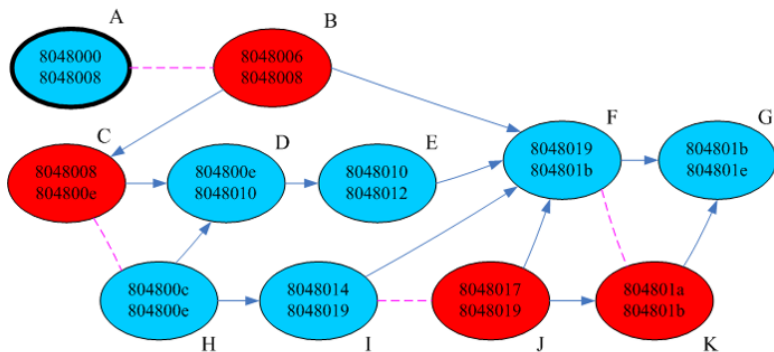 A
8048000
8048008
B
8048006
8048008
C
8048008
804800e
D
804800e
8048010
E
8048010
8048012
F
8048019
804801b
G
804801b
804801e
H
804800c
804800e
I
8048014
8048019
J
8048017
8048019
K
804801a
804801b